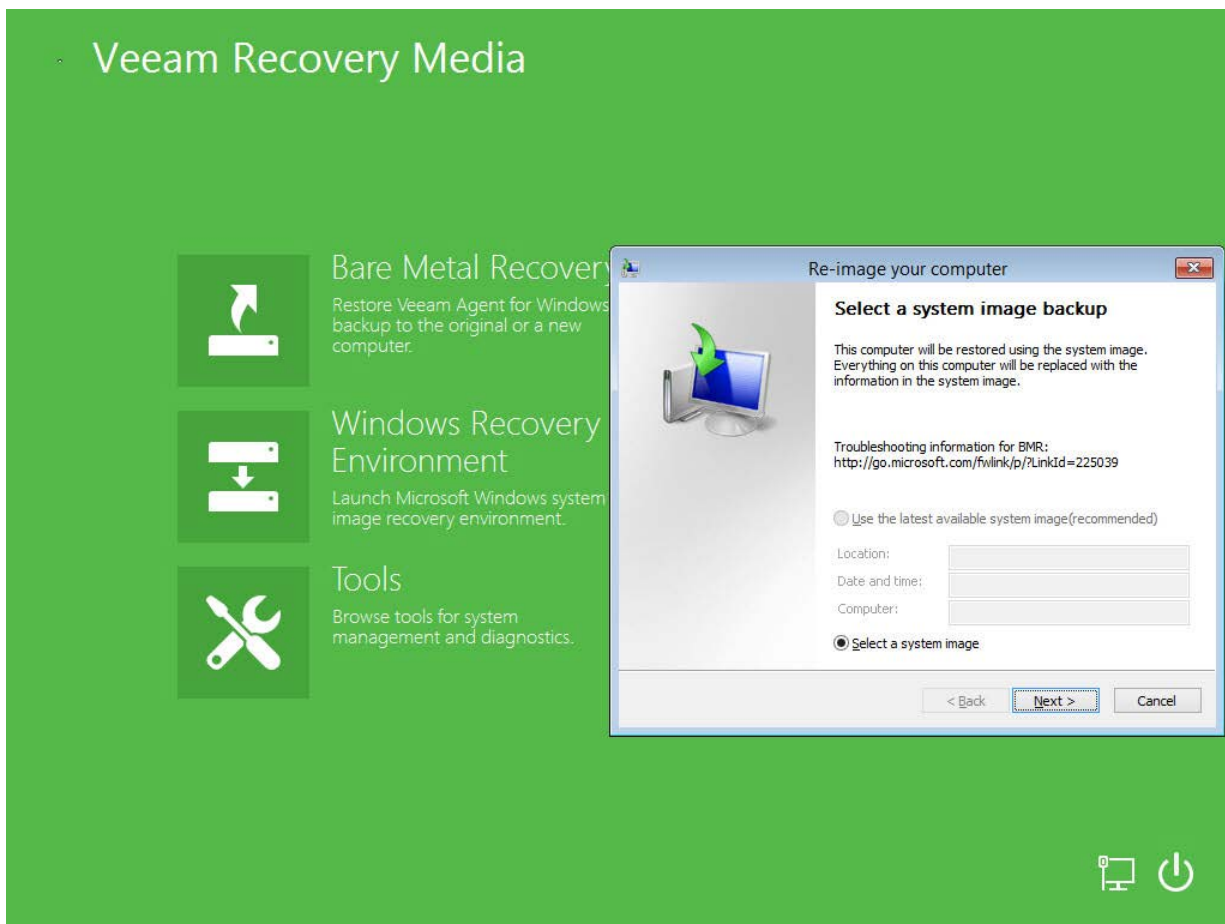 Veeam Recovery Media
Bare Metal Recovery
Restore Veeam Agent for Windows
backup to the original or a new
computer.
Windows Recovery
Environment
Launch Microsoft Windows system
image recovery environment.
Tools
Browse tools for system
management and diagnostics.
Re-image your computer
Select a system image backup
This computer will be restored using the system image.
Everything on this computer will be replaced with the
information in the system image.
Troubleshooting information for BMR:
http://go.microsoft.com/fwlink/p/?LinkId=225039
Use the latest available system image(recommended)
Location:
Date and time:
Computer:
Select a system image
< Back Next > Cancel